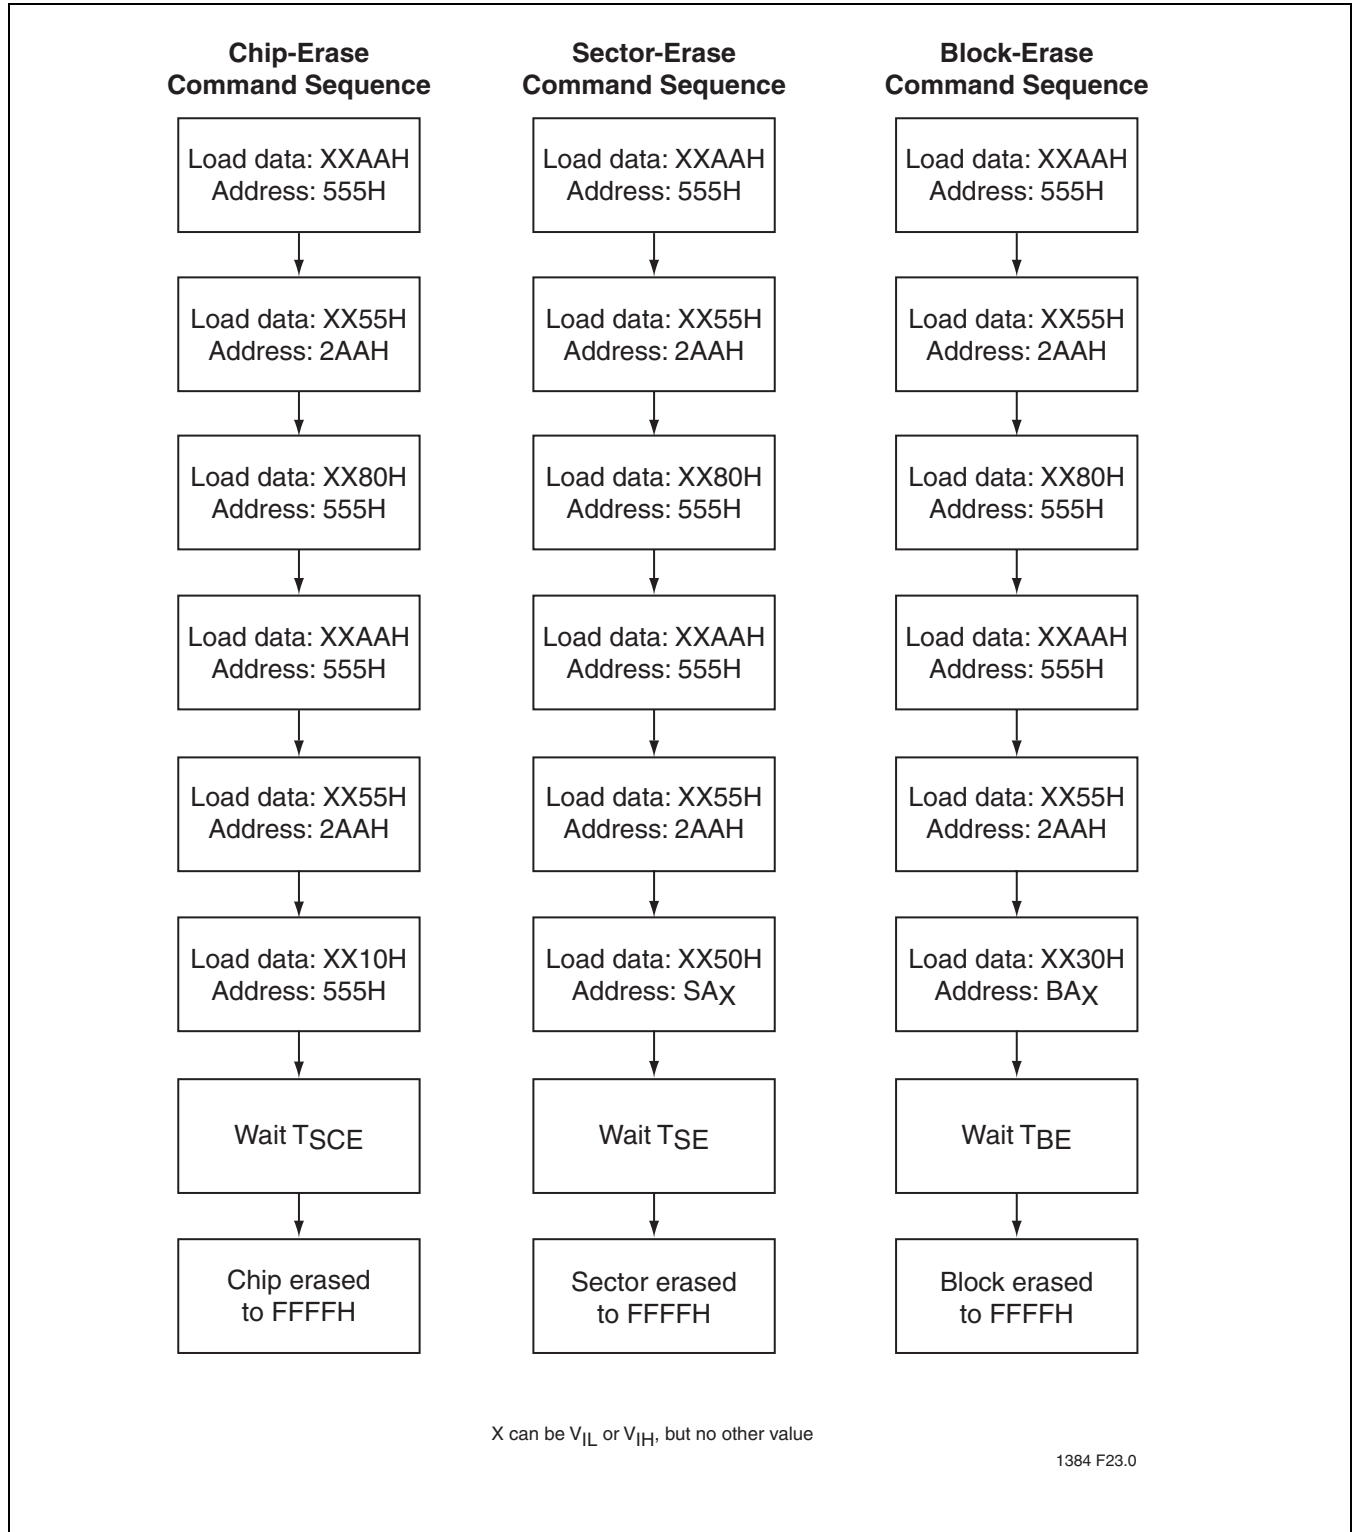 Chip-Erase
Command Sequence
Load data: XXAAH
Address: 555H
Load data: XX55H
Address: 2AAH
Load data: XX80H
Address: 555H
Load data: XXAAH
Address: 555H
Load data: XX55H
Address: 2AAH
Load data: XX10H
Address: 555H
Wait TSCE
Chip erased
to FFFFH
Sector-Erase
Command Sequence
Load data: XXAAH
Address: 555H
Load data: XX55H
Address: 2AAH
Load data: XX80H
Address: 555H
Load data: XXAAH
Address: 555H
Load data: XX55H
Address: 2AAH
Load data: XX50H
Address: SAX
Wait TSE
Sector erased
to FFFFH
Block-Erase
Command Sequence
Load data: XXAAH
Address: 555H
Load data: XX55H
Address: 2AAH
Load data: XX80H
Address: 555H
Load data: XXAAH
Address: 555H
Load data: XX55H
Address: 2AAH
Load data: XX30H
Address: BAX
Wait TBE
Block erased
to FFFFH
X can be VIL or VIH, but no other value
1384 F23.0